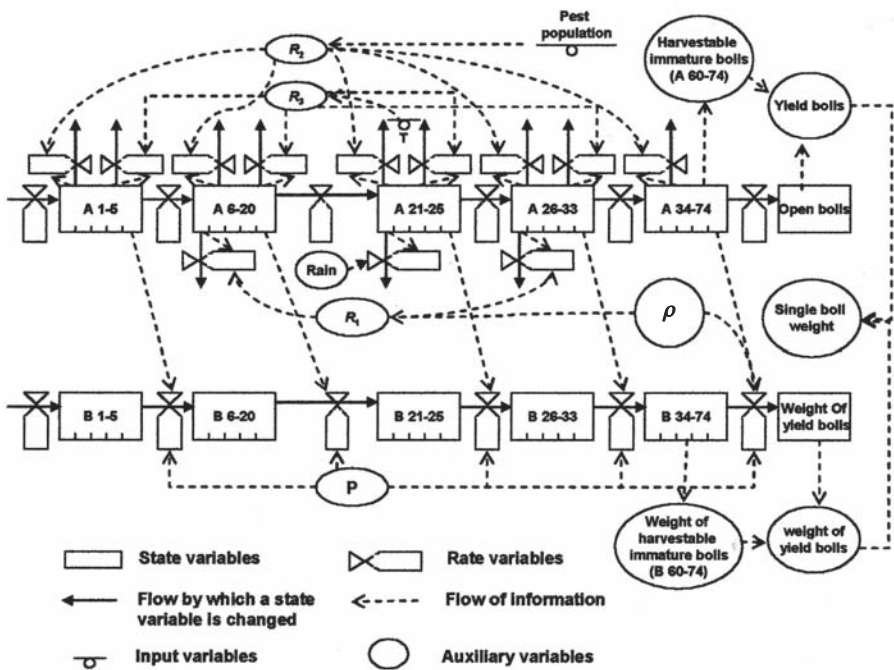 Pest
population
Harvestable
immature bolls
(A 60-74)
Yield bolls
R₂
R₃
A 1-5
A 6-20
A 21-25
A 26-33
A 34-74
Open bolls
Rain
R₁
ρ
Single boll
weight
B 1-5
B 6-20
B 21-25
B 26-33
B 34-74
Weight Of
yield bolls
P
Weight of
harvestable
immature bolls
(B 60-74)
weight of
yield bolls
State variables
Rate variables
Flow by which a state
variable is changed
Flow of information
Input variables
Auxiliary variables